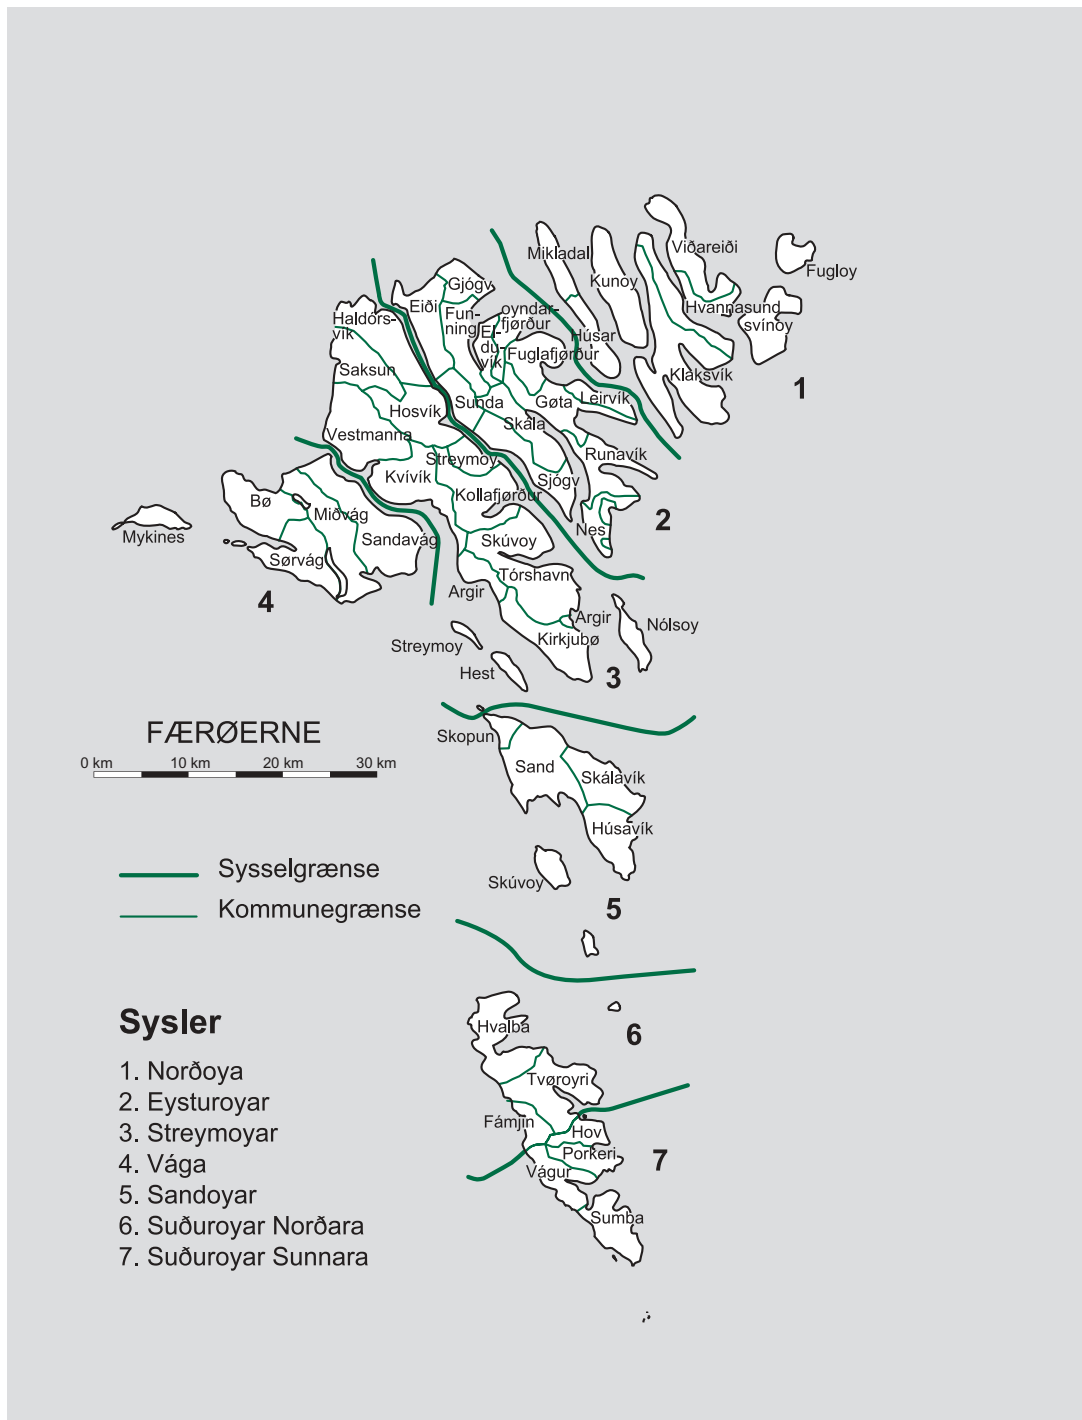 Mikladal
Viðareiði
Fugloy
Kunoy
Gjógv
Eiði
Hvannasund
Fun-
ning
oyndar-
fjørður
Haldórs-
vík
svínoy
El-
du-
vík
Húsar
Fuglafjørður
Saksun
Klaksvík
1
Sunda
Gøta
Leirvík
Hosvík
Skála
Vestmanna
Runavík
Streymoy
Kvívík
Sjógv
Kollafjørður
Bø
Miðvág
2
Nes
Mykines
Sandavág
Skúvoy
Sørvág
Tórshavn
4
Argir
Argir
Nólsoy
Streymoy
Kirkjubø
Hest
3
FÆRØERNE
0 km 10 km 20 km 30 km
Skopun
Sand
Skálavík
Húsavík
Sysselgrænse
Skúvoy
Kommunegrænse
5
Sysler
1. Norðoya
2. Eysturoyar
3. Streymoyar
4. Vága
5. Sandoyar
6. Suðuroyar Norðara
7. Suðuroyar Sunnara
Hvalba
6
Tvøroyri
Fámjin
Hov
Porkeri
7
Vágur
Sumba